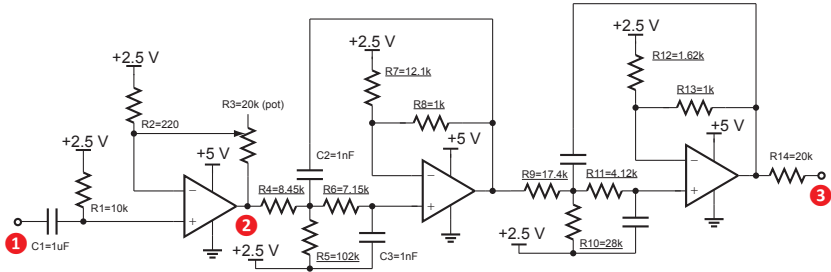 +2.5 V
R2=220
R3=20k (pot)
+2.5 V
R1=10k
1
C1=1uF
−
+
+5 V
2
R4=8.45k
C2=1nF
R6=7.15k
R5=102k
+2.5 V
C3=1nF
+2.5 V
R7=12.1k
R8=1k
−
+
+5 V
R9=17.4k
R11=4.12k
R10=28k
+2.5 V
+2.5 V
R12=1.62k
R13=1k
−
+
+5 V
R14=20k
3